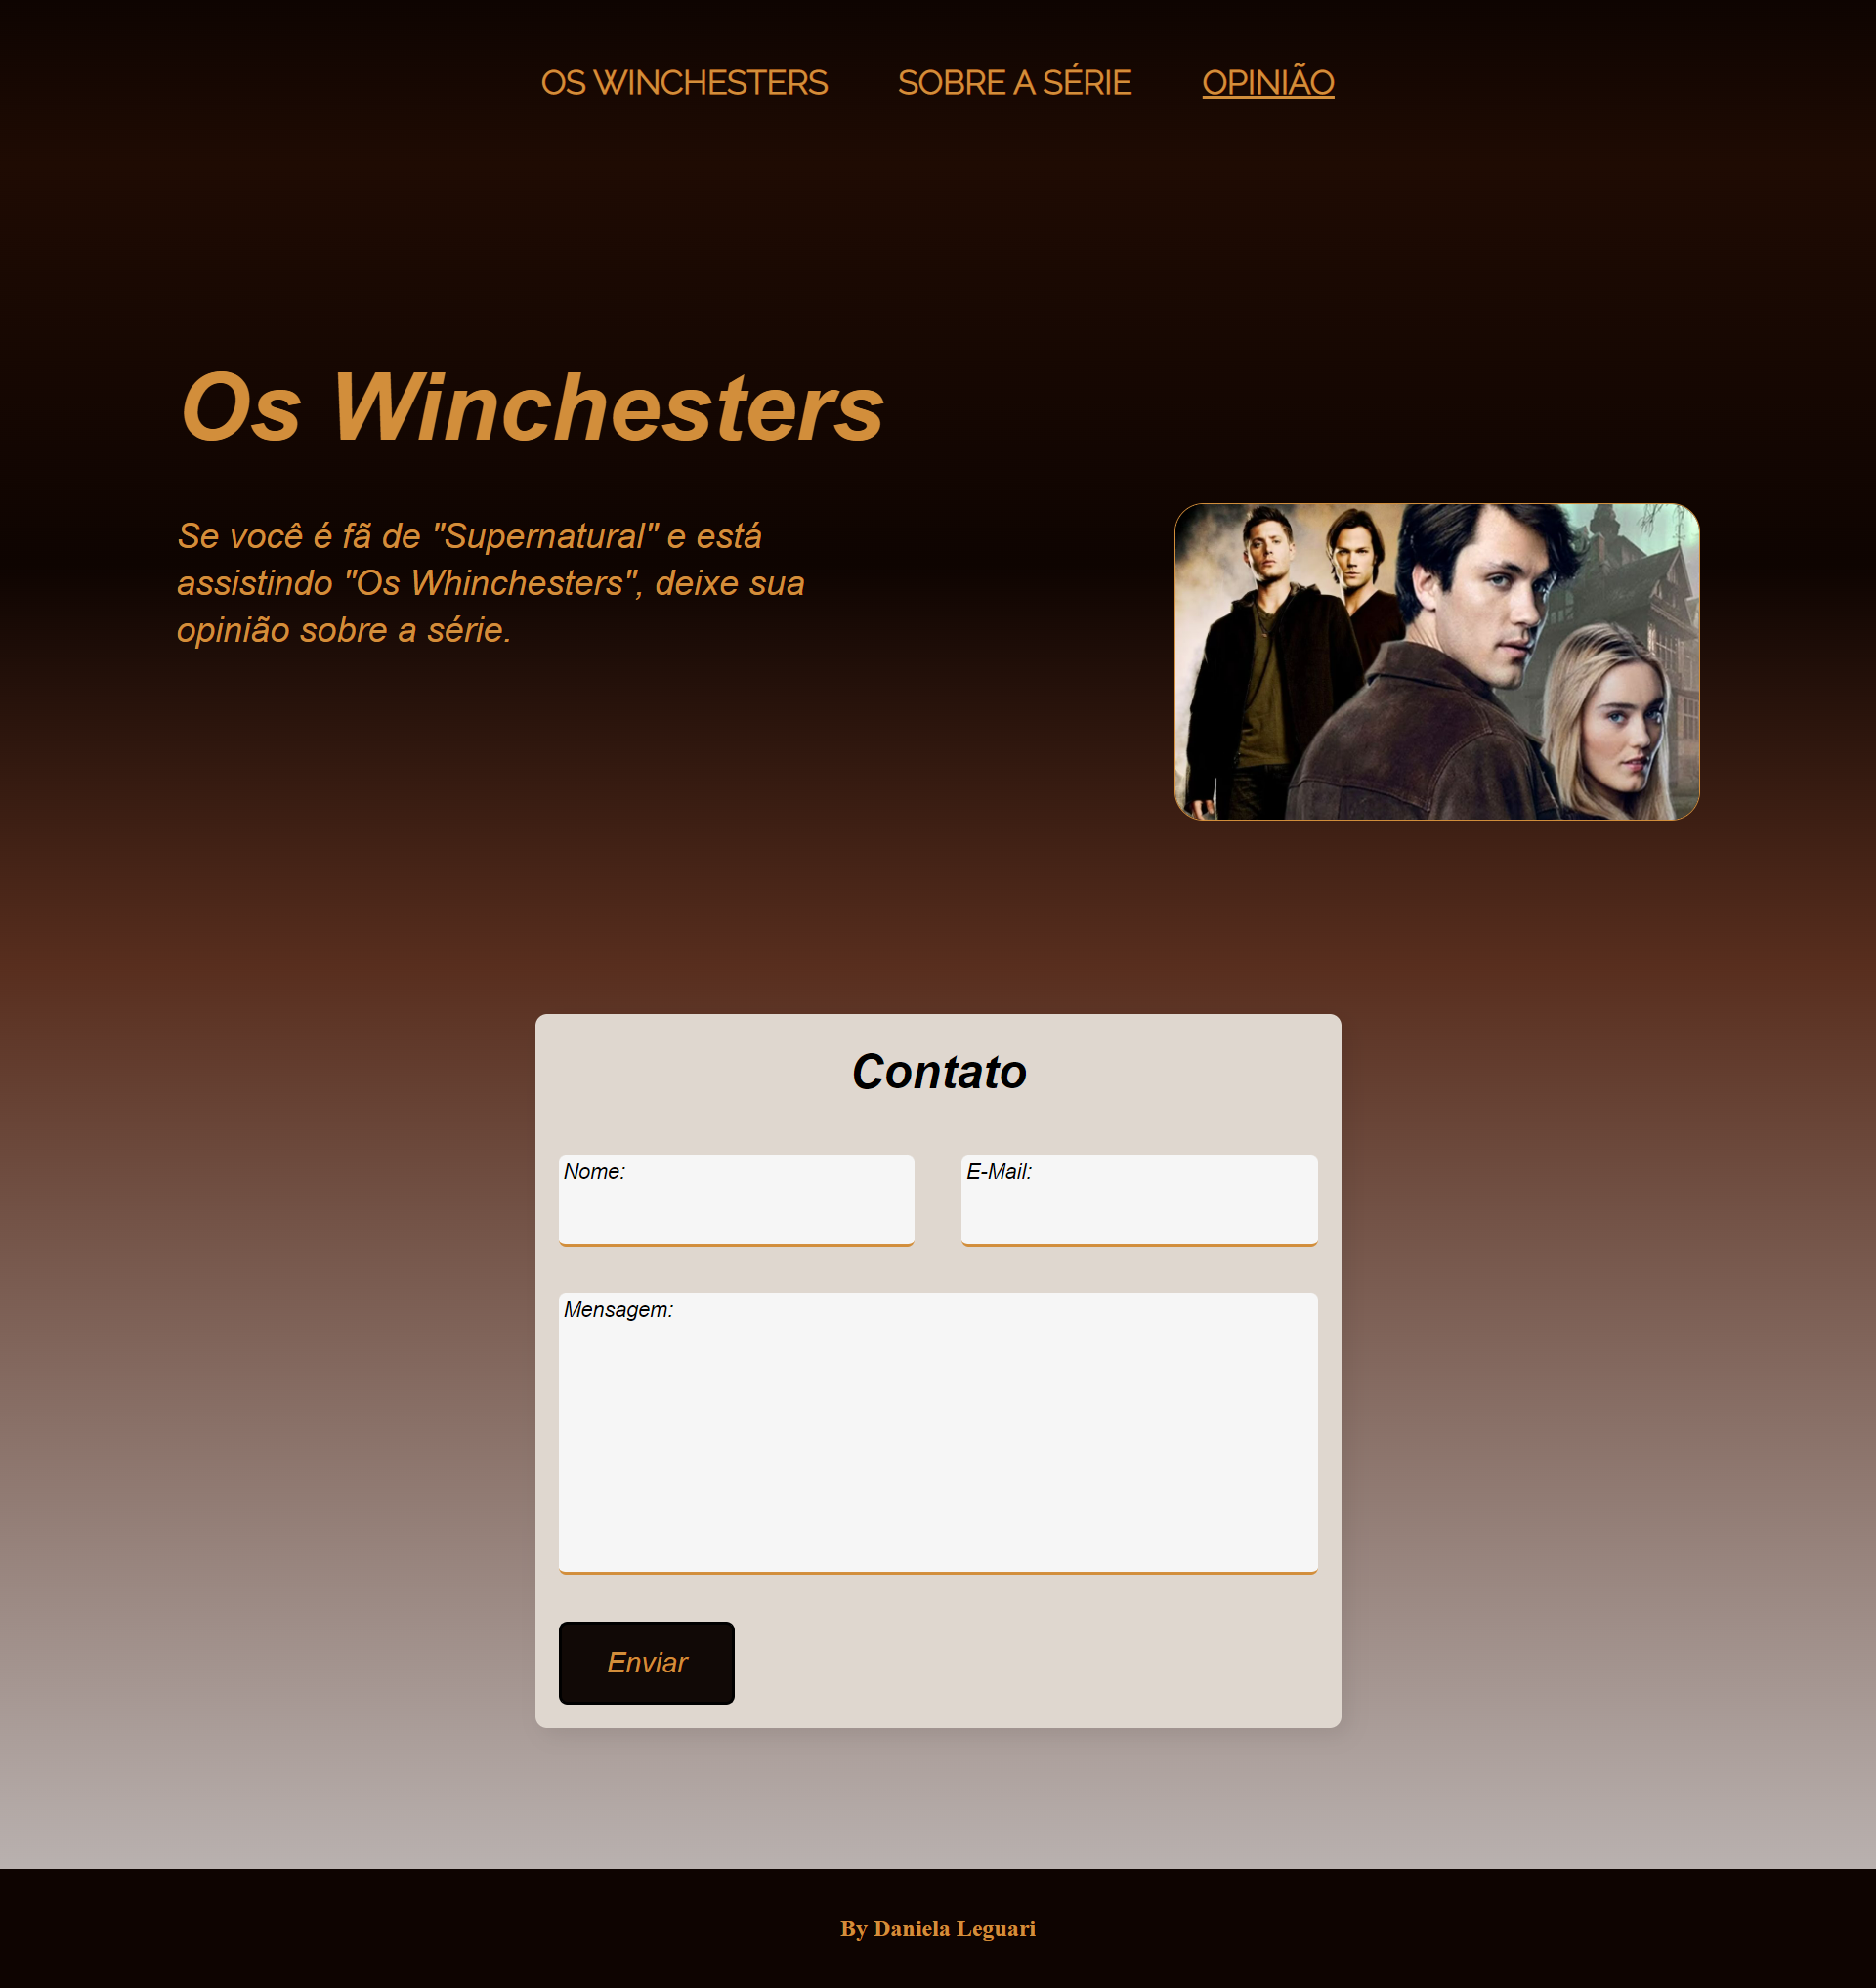 OS WINCHESTERS SOBRE A SÉRIE OPINIÃO
Os Winchesters
Se você é fã de "Supernatural" e está
assistindo "Os Whinchesters", deixe sua
opinião sobre a série.
Contato
Nome: E-Mail:
Mensagem:
Enviar
By Daniela Leguari